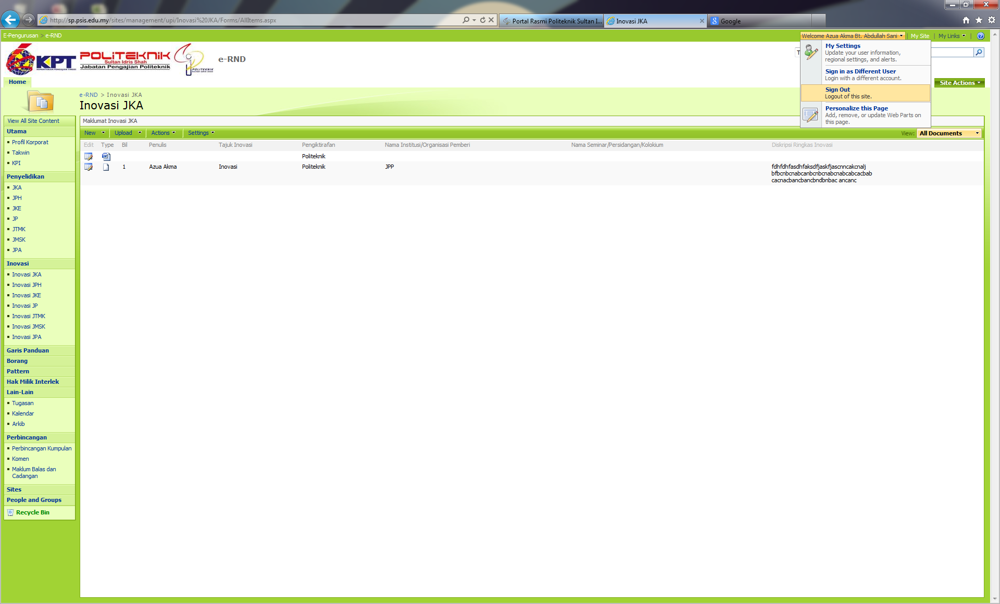 http://sp.psis.edu.my/sites/management/upi/Inovasi%20JKA/Forms/AllItems.aspx
Portal Rasmi Politeknik Sultan I...
Inovasi JKA
Google
E-Pengurusan > e-RND
Welcome Azua Akma Bt. Abdullah Sani
My Site
My Links
KPT
KEMENTERIAN PENGAJIAN TINGGI
POLITEKNIK
Sultan Idris Shah
Jabatan Pengajian Politeknik
POLITEKNIK
SULTAN IDRIS SHAH
e-RND
T
My Settings
Update your user information,
regional settings, and alerts.
Sign in as Different User
Login with a different account.
Sign Out
Logout of this site.
Personalize this Page
Add, remove, or update Web Parts on
this page.
Home
Site Actions
e-RND > Inovasi JKA
Inovasi JKA
View All Site Content
Utama
Profil Korporat
Takwin
KPI
Penyelidikan
JKA
JPH
JKE
JP
JTMK
JMSK
JPA
Inovasi
Inovasi JKA
Inovasi JPH
Inovasi JKE
Inovasi JP
Inovasi JTMK
Inovasi JMSK
Inovasi JPA
Garis Panduan
Borang
Pattern
Hak Milik Interlek
Lain-Lain
Tugasan
Kalendar
Arkib
Perbincangan
Perbincangan Kumpulan
Komen
Maklum Balas dan
Cadangan
Sites
People and Groups
Recycle Bin
Maklumat Inovasi JKA
New Upload Actions Settings View: All Documents
Edit Type Bil Penulis Tajuk Inovasi Pengiktirafan Nama Institusi/Organisasi Pemberi Nama Seminar/Persidangan/Kolokium Diskripsi Ringkas Inovasi
Politeknik
1 Azua Akma Inovasi Politeknik JPP fdhfdhfasdhfaksdfjaskfjascnncakcnalj
bfbcnbcnabcanbcnbcnabcnabcabcacbab
cacnacbancbancbndbnbac ancanc